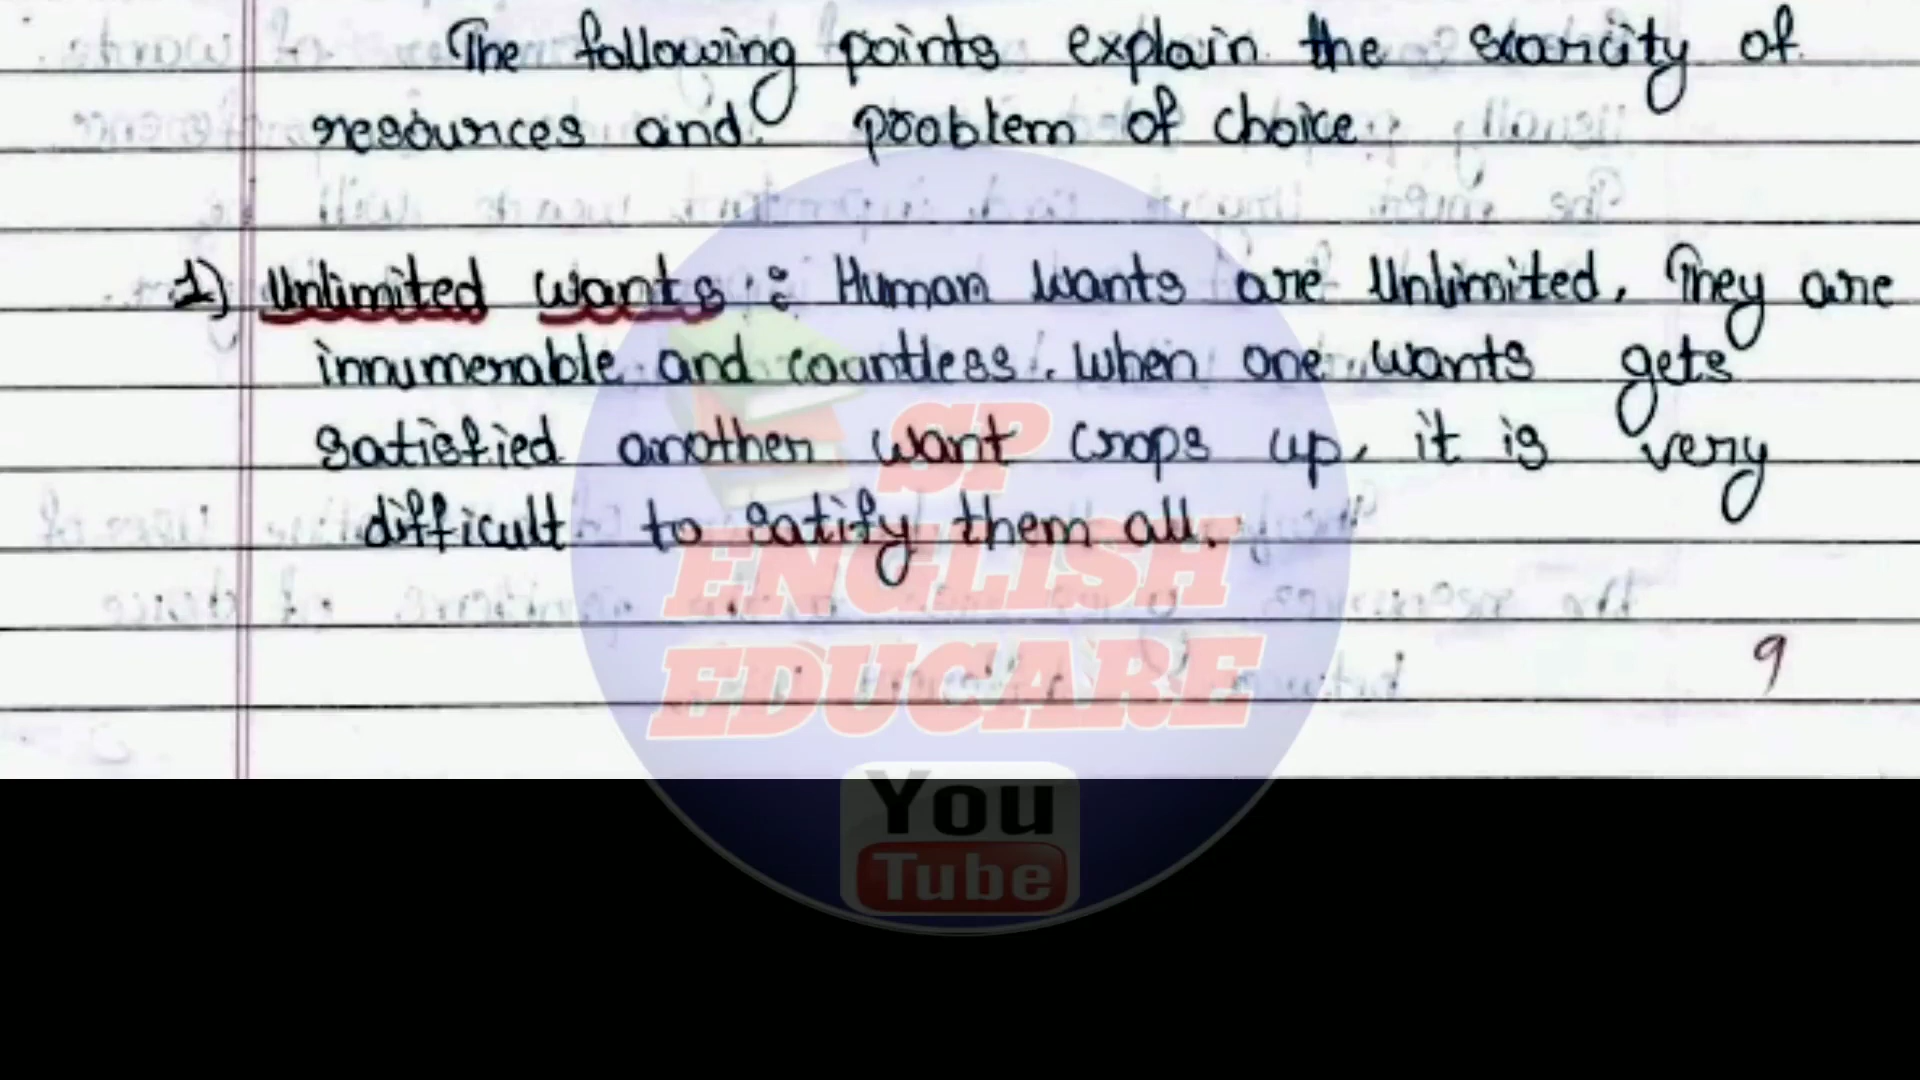 The following points explain the scarcity of
resources and problem of choice.
1) Unlimited wants : Human wants are Unlimited. They are
innumerable and countless. When one wants gets
satisfied another want crops up, it is very
difficult to satify them all.
SP
ENGLISH
EDUCARE
9
You
Tube